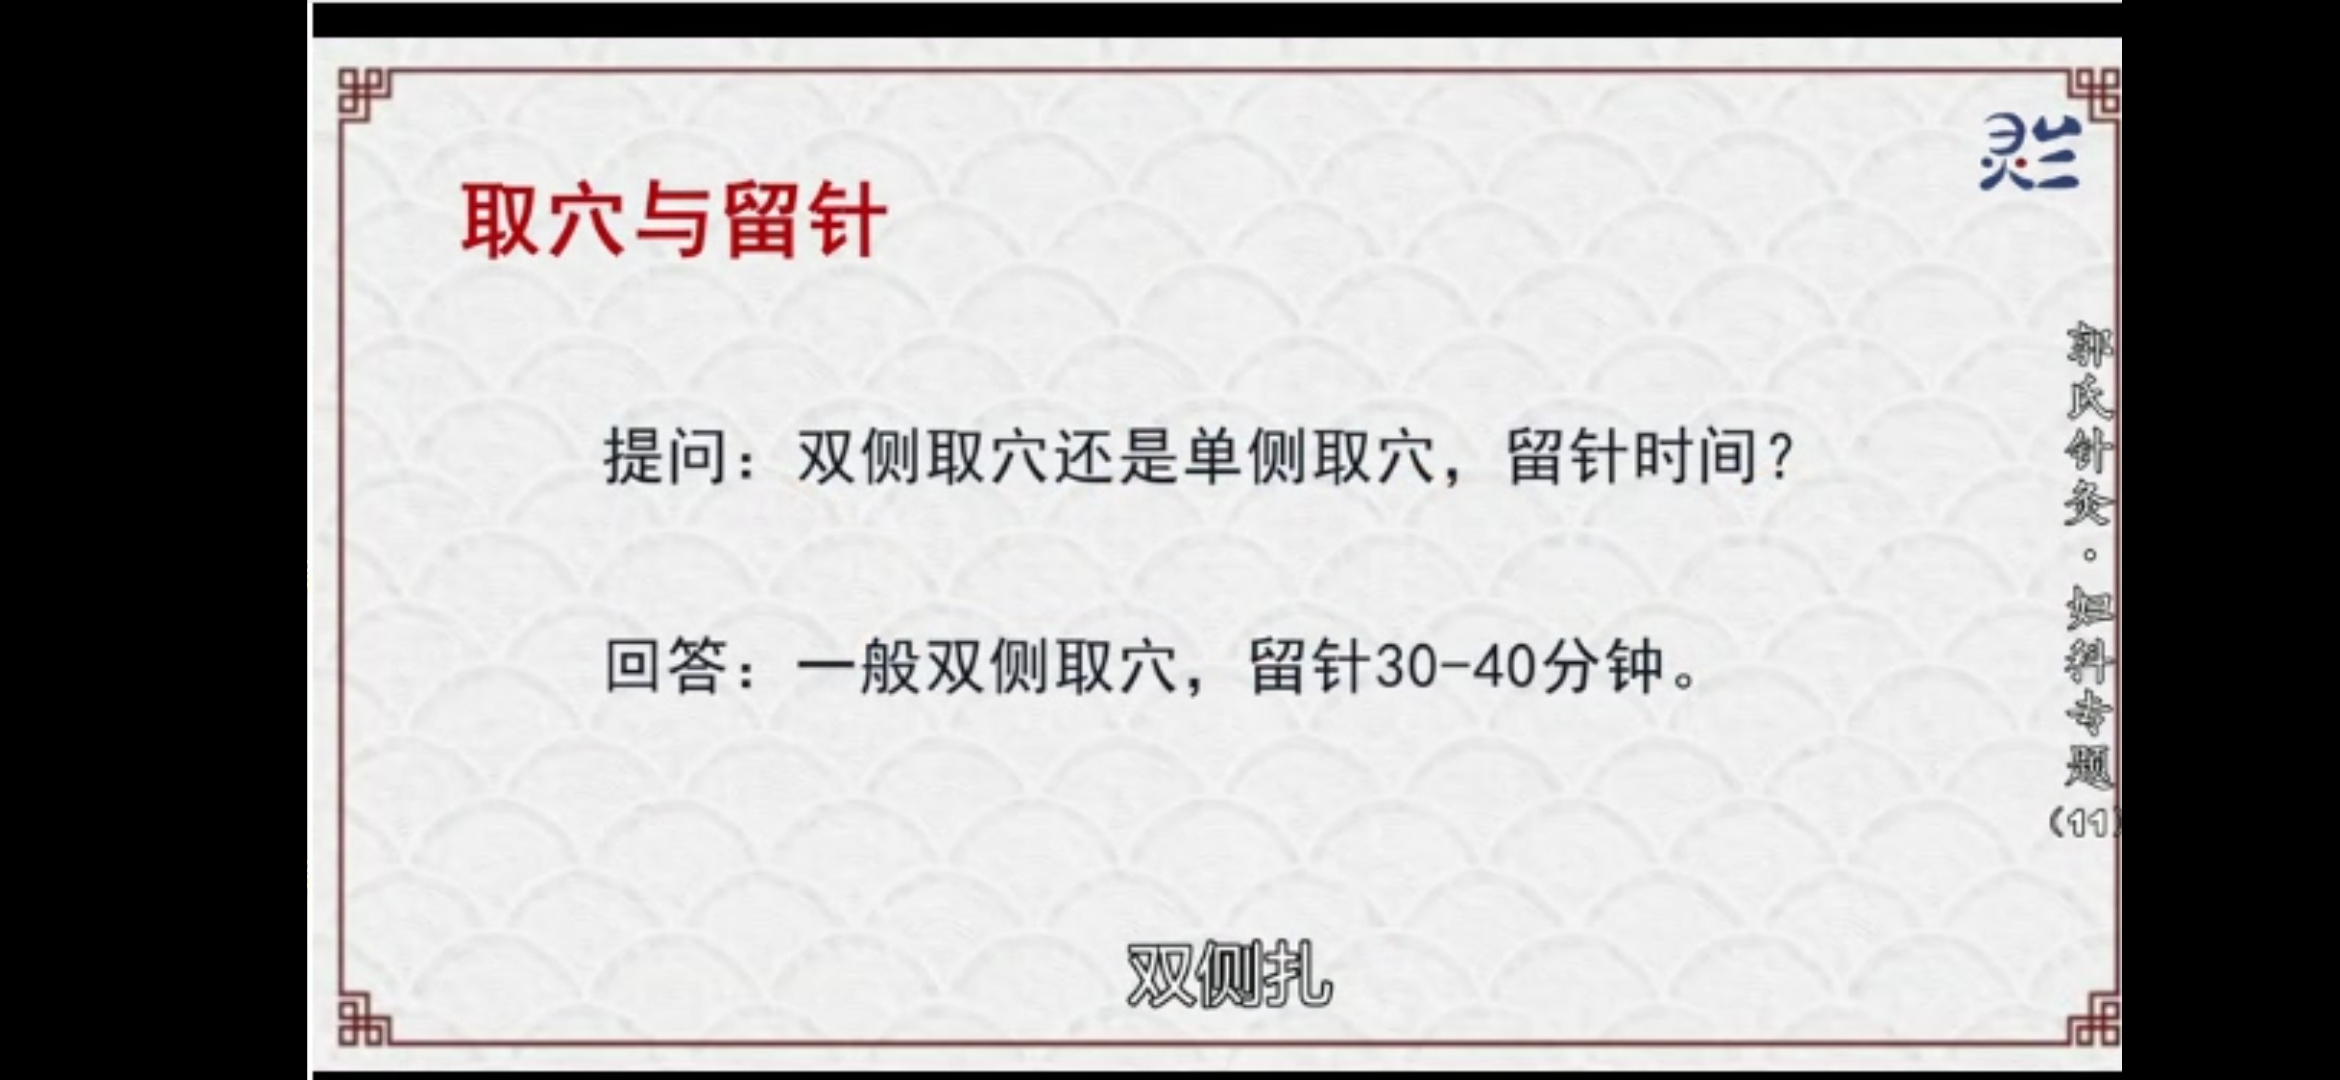 取穴与留针
提问：双侧取穴还是单侧取穴，留针时间？
回答：一般双侧取穴，留针30-40分钟。
郭氏针灸·妇科专题(11)
双侧扎